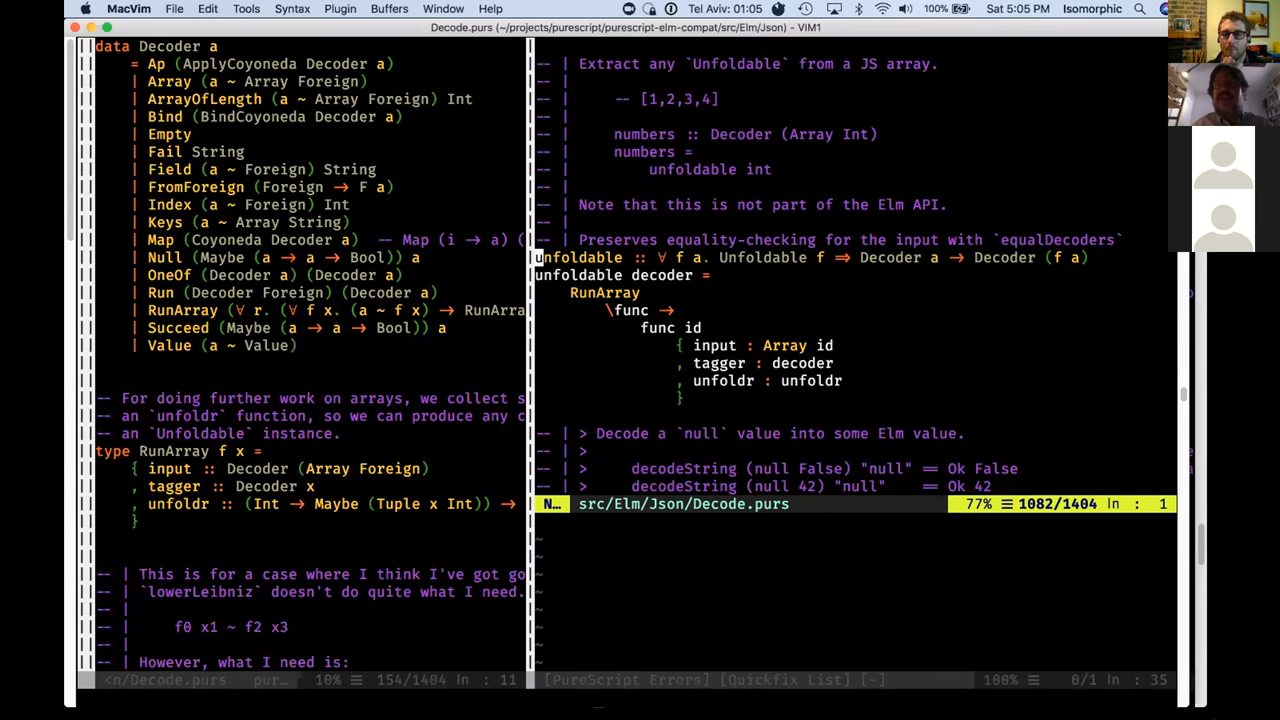 MacVim File Edit Tools Syntax Plugin Buffers Window Help Tel Aviv: 01:05 100% Sat 5:05 PM Isomorphic
Decode.purs (~/projects/purescript/purescript-elm-compat/src/Elm/Json) - VIM1
data Decoder a
= Ap (ApplyCoyoneda Decoder a)
| Array (a ~ Array Foreign)
| ArrayOfLength (a ~ Array Foreign) Int
| Bind (BindCoyoneda Decoder a)
| Empty
| Fail String
| Field (a ~ Foreign) String
| FromForeign (Foreign → F a)
| Index (a ~ Foreign) Int
| Keys (a ~ Array String)
| Map (Coyoneda Decoder a) -- Map (i → a) (
| Null (Maybe (a → a → Bool)) a
| OneOf (Decoder a) (Decoder a)
| Run (Decoder Foreign) (Decoder a)
| RunArray (∀ r. (∀ f x. (a ~ f x) → RunArra
| Succeed (Maybe (a → a → Bool)) a
| Value (a ~ Value)
-- For doing further work on arrays, we collect s
-- an `unfoldr` function, so we can produce any c
-- an `Unfoldable` instance.
type RunArray f x =
{ input :: Decoder (Array Foreign)
, tagger :: Decoder x
, unfoldr :: (Int → Maybe (Tuple x Int)) →
}
-- | This is for a case where I think I've got go
-- | `lowerLeibniz` doesn't do quite what I need.
-- |
-- | f0 x1 ~ f2 x3
-- |
-- | However, what I need is:
<n/Decode.purs pur… 10% ☰ 154/1404 ln : 11
-- | Extract any `Unfoldable` from a JS array.
-- |
-- | -- [1,2,3,4]
-- |
-- | numbers :: Decoder (Array Int)
-- | numbers =
-- | unfoldable int
-- |
-- | Note that this is not part of the Elm API.
-- |
-- | Preserves equality-checking for the input with `equalDecoders`
unfoldable :: ∀ f a. Unfoldable f ⇒ Decoder a → Decoder (f a)
unfoldable decoder =
RunArray
\func →
func id
{ input : Array id
, tagger : decoder
, unfoldr : unfoldr
}
-- | > Decode a `null` value into some Elm value.
-- | >
-- | > decodeString (null False) "null" == Ok False
-- | > decodeString (null 42) "null" == Ok 42
N… src/Elm/Json/Decode.purs 77% ☰ 1082/1404 ln : 1
~
~
~
~
~
~
~
~
[PureScript Errors] [Quickfix List] [-] 100% ☰ 0/1 ln : 35